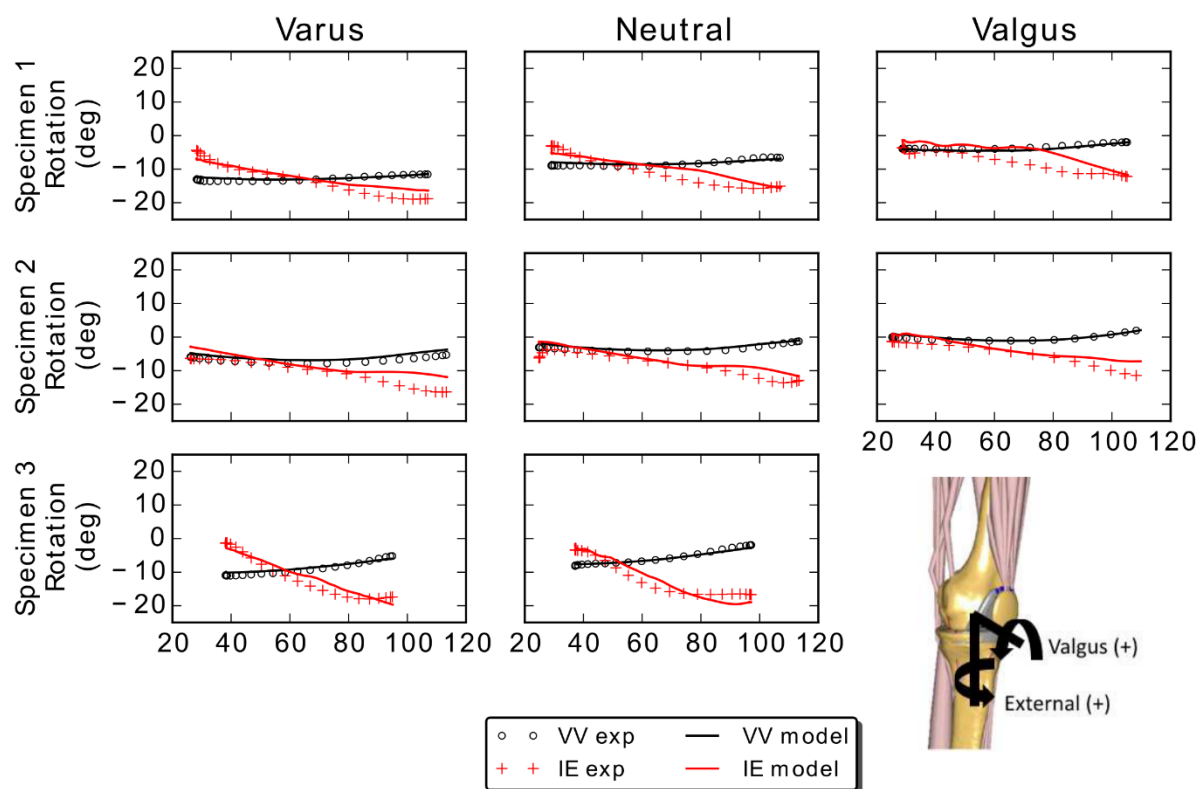 Varus Neutral Valgus
Specimen 1
Rotation
(deg)
20
10
0
−10
−20
Specimen 2
Rotation
(deg)
20
10
0
−10
−20
20 40 60 80 100 120
Specimen 3
Rotation
(deg)
20
10
0
−10
−20
20 40 60 80 100 120 20 40 60 80 100 120
Valgus (+)
External (+)
VV exp VV model
IE exp IE model